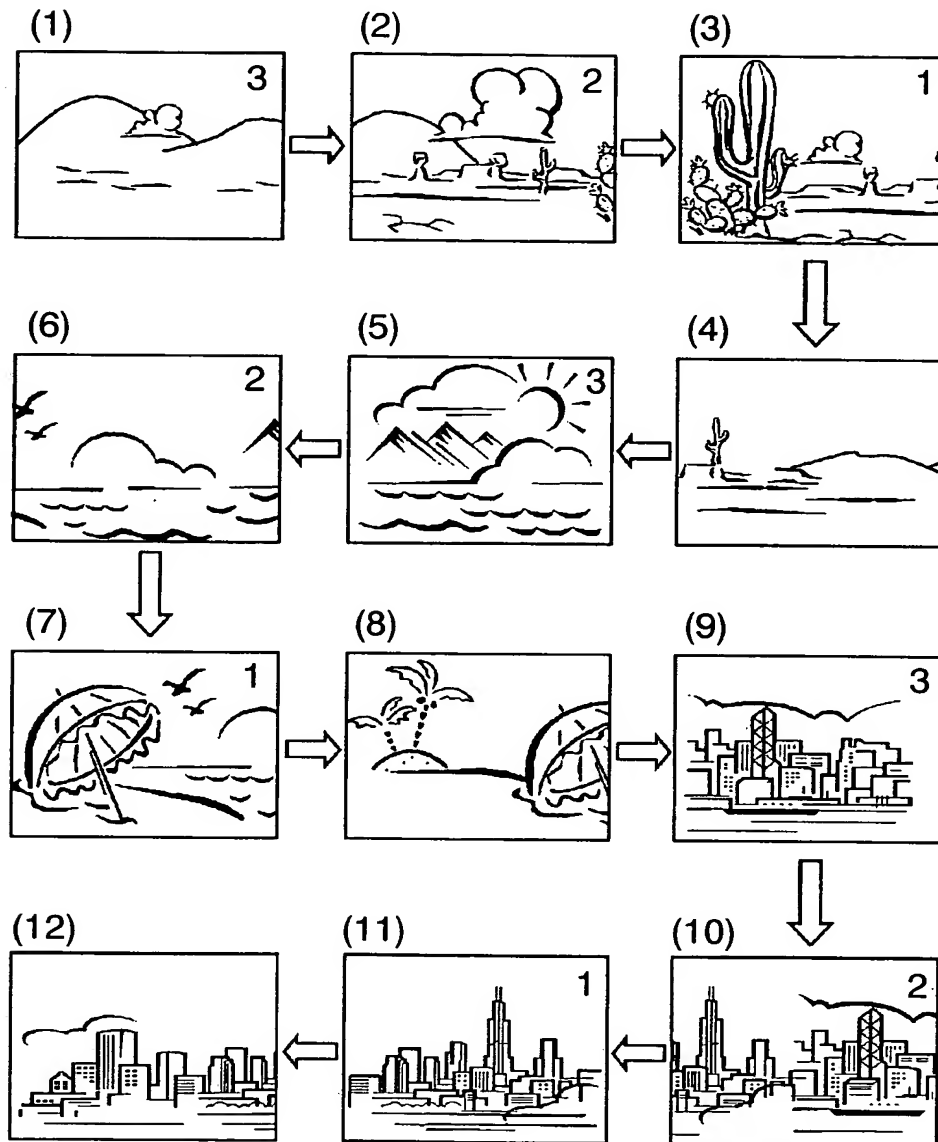 (1) (2) (3)
3 2 1
(6) (5) (4)
2 3
(7) (8) (9)
1 3
(12) (11) (10)
1 2